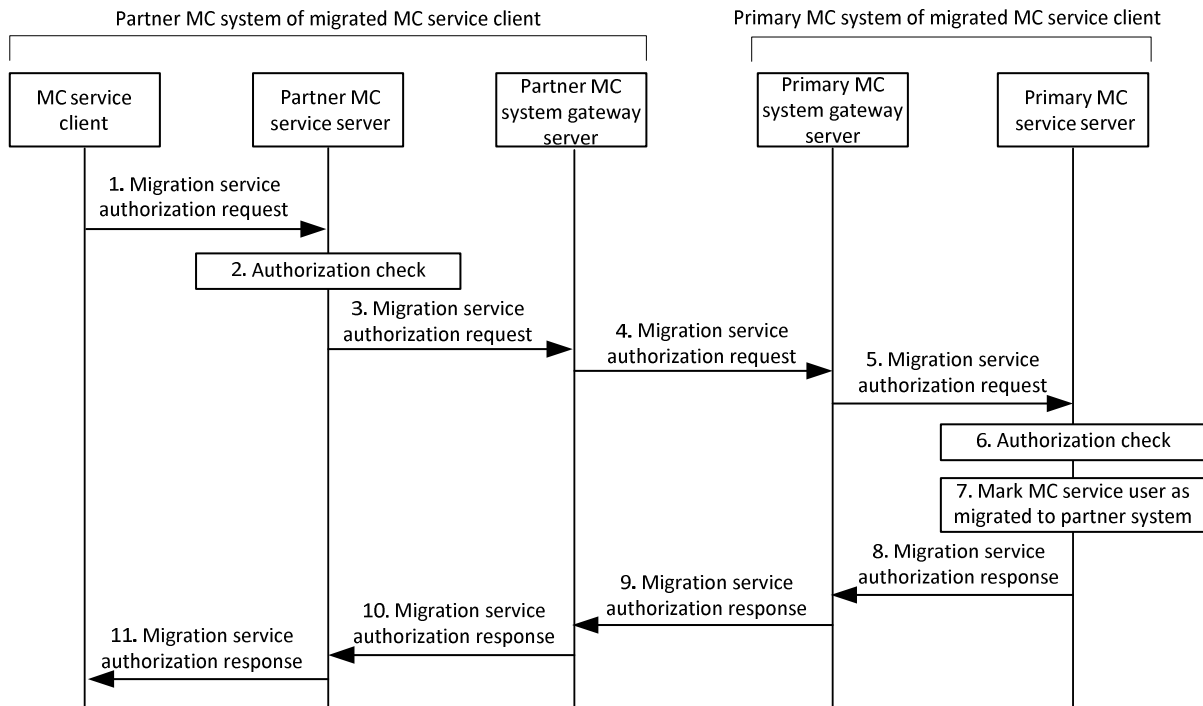 Partner MC system of migrated MC service client
Primary MC system of migrated MC service client
MC service
client
Partner MC
service server
Partner MC
system gateway
server
Primary MC
system gateway
server
Primary MC
service server
1. Migration service
authorization request
2. Authorization check
3. Migration service
authorization request
4. Migration service
authorization request
5. Migration service
authorization request
6. Authorization check
7. Mark MC service user as
migrated to partner system
8. Migration service
authorization response
9. Migration service
authorization response
10. Migration service
authorization response
11. Migration service
authorization response